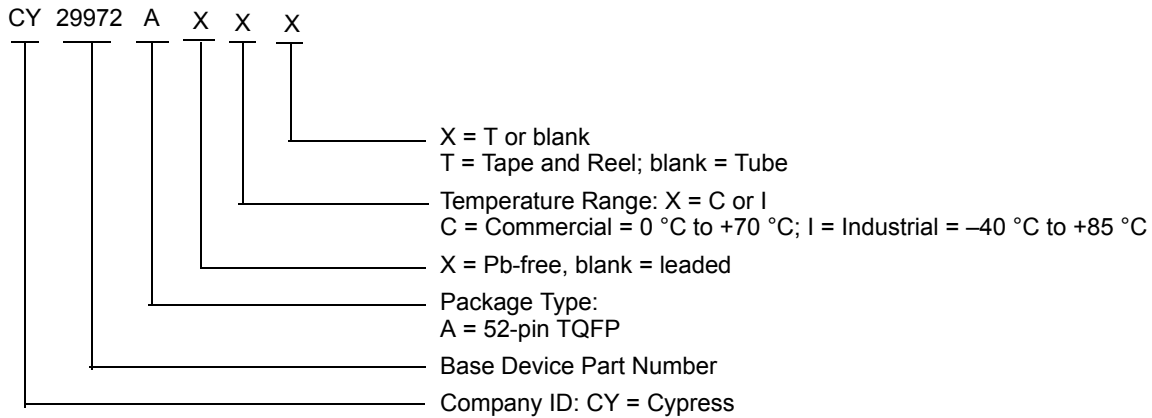 CY 29972 A X X X
X = T or blank
T = Tape and Reel; blank = Tube
Temperature Range: X = C or I
C = Commercial = 0 °C to +70 °C; I = Industrial = –40 °C to +85 °C
X = Pb-free, blank = leaded
Package Type:
A = 52-pin TQFP
Base Device Part Number
Company ID: CY = Cypress